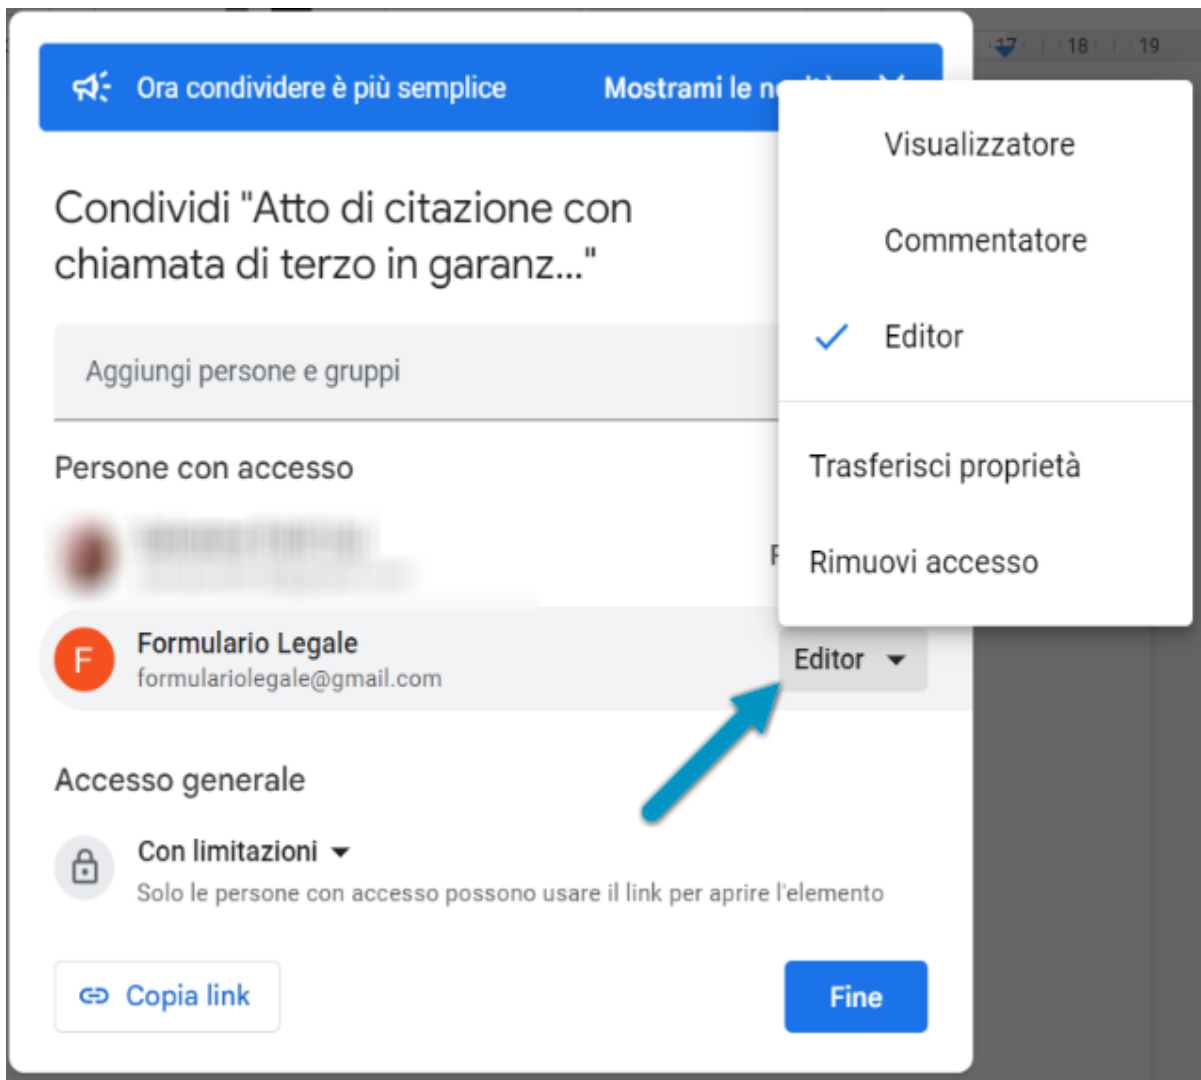 17 18 19
Ora condividere è più semplice
Mostrami le
Visualizzatore
Condividi "Atto di citazione con
chiamata di terzo in garanz..."
Commentatore
Editor
Aggiungi persone e gruppi
Trasferisci proprietà
Persone con accesso
Rimuovi accesso
F
Formulario Legale
formulariolegale@gmail.com
Editor
Accesso generale
Con limitazioni
Solo le persone con accesso possono usare il link per aprire l'elemento
Copia link
Fine